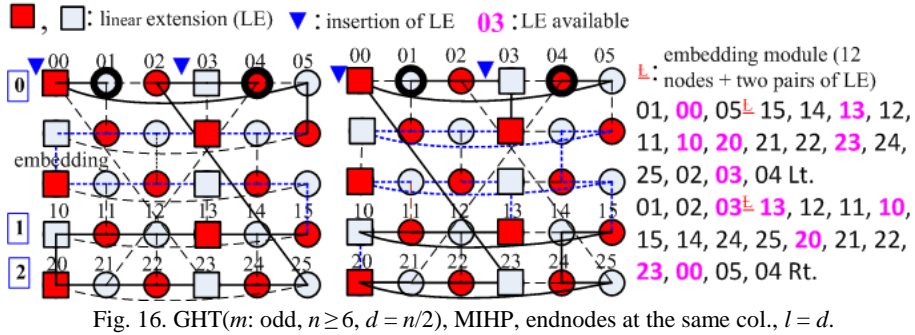 , : linear extension (LE) : insertion of LE 03 : LE available
00 01 02 03 04 05 00 01 02 03 04 05
0
embedding
10 11 12 13 14 15 10 11 12 13 14 15
1
20 21 22 23 24 25 20 21 22 23 24 25
2
Ł: embedding module (12
nodes + two pairs of LE)
01, 00, 05Ł 15, 14, 13, 12,
11, 10, 20, 21, 22, 23, 24,
25, 02, 03, 04 Lt.
01, 02, 03Ł 13, 12, 11, 10,
15, 14, 24, 25, 20, 21, 22,
23, 00, 05, 04 Rt.
Fig. 16. GHT(m: odd, n ≥ 6, d = n/2), MIHP, endnodes at the same col., l = d.